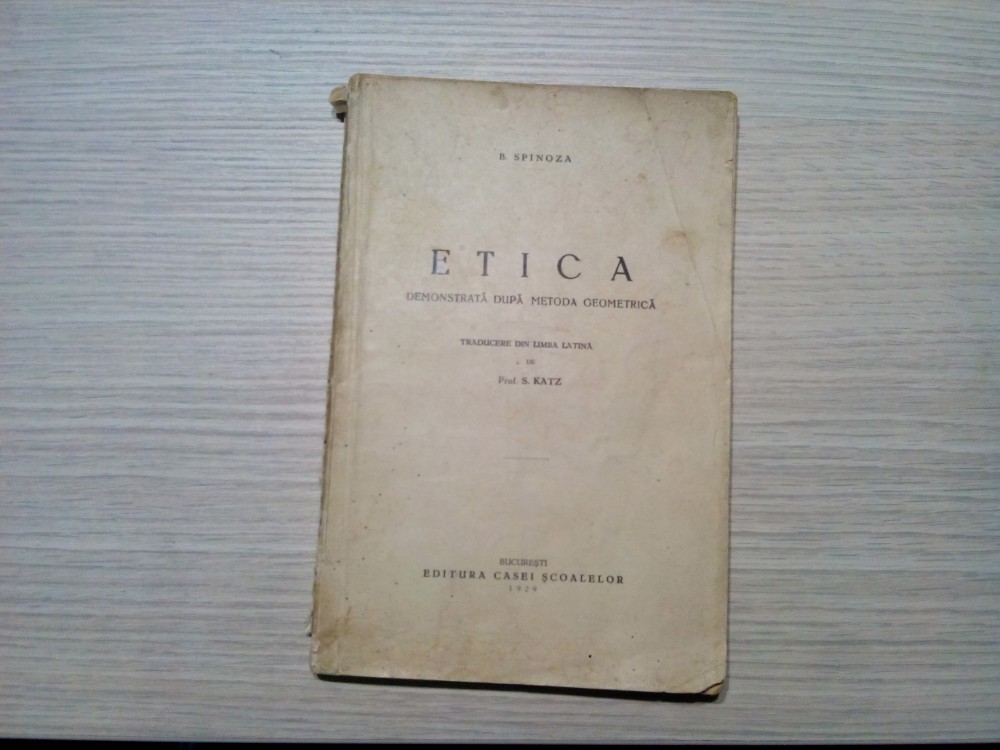 B. SPINOZA
ETICA
DEMONSTRATĂ DUPĂ METODA GEOMETRICĂ
TRADUCERE DIN LIMBA LATINĂ
DE
Prof. S. KATZ
BUCUREȘTI
EDITURA CASEI ȘCOALELOR
1929